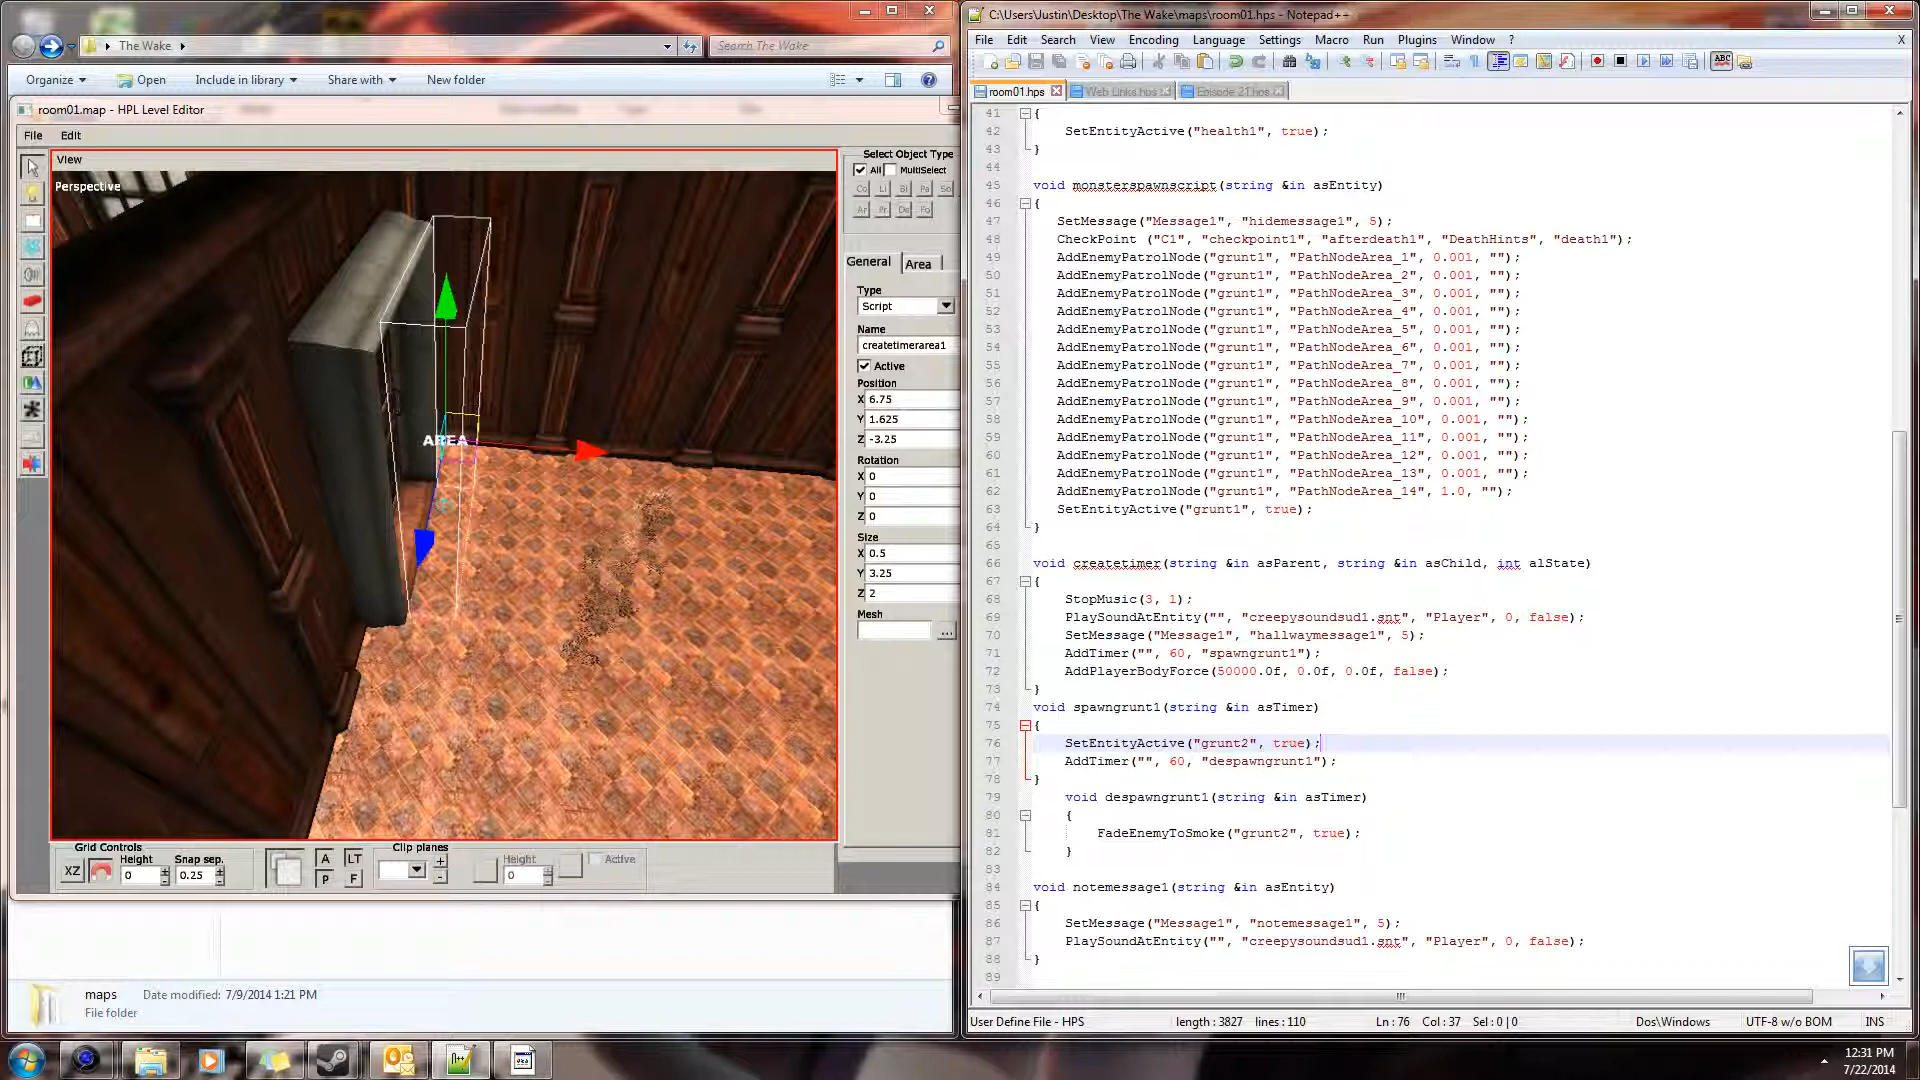 The Wake
Search The Wake
Organize
Open
Include in library
Share with
New folder
room01.map - HPL Level Editor
File Edit
View
Perspective
AREA
Select Object Type
All MultiSelect
Co Li Bi Pa So
Ar Pr De Fo
General Area
Type
Script
Name
createtimerarea1
Active
Position
X 6.75
Y 1.625
Z -3.25
Rotation
X 0
Y 0
Z 0
Size
X 0.5
Y 3.25
Z 2
Mesh
...
Grid Controls
XZ
Height
0
Snap sep.
0.25
A LT
P F
Clip planes
+
-
Height
0
Active
maps
Date modified: 7/9/2014 1:21 PM
File folder
C:\Users\Justin\Desktop\The Wake\maps\room01.hps - Notepad++
File Edit Search View Encoding Language Settings Macro Run Plugins Window ? X
room01.hps Web Links.hps Episode 21.hps
41 {
42 SetEntityActive("health1", true);
43 }
44
45 void monsterspawnscript(string &in asEntity)
46 {
47 SetMessage("Message1", "hidemessage1", 5);
48 CheckPoint ("C1", "checkpoint1", "afterdeath1", "DeathHints", "death1");
49 AddEnemyPatrolNode("grunt1", "PathNodeArea_1", 0.001, "");
50 AddEnemyPatrolNode("grunt1", "PathNodeArea_2", 0.001, "");
51 AddEnemyPatrolNode("grunt1", "PathNodeArea_3", 0.001, "");
52 AddEnemyPatrolNode("grunt1", "PathNodeArea_4", 0.001, "");
53 AddEnemyPatrolNode("grunt1", "PathNodeArea_5", 0.001, "");
54 AddEnemyPatrolNode("grunt1", "PathNodeArea_6", 0.001, "");
55 AddEnemyPatrolNode("grunt1", "PathNodeArea_7", 0.001, "");
56 AddEnemyPatrolNode("grunt1", "PathNodeArea_8", 0.001, "");
57 AddEnemyPatrolNode("grunt1", "PathNodeArea_9", 0.001, "");
58 AddEnemyPatrolNode("grunt1", "PathNodeArea_10", 0.001, "");
59 AddEnemyPatrolNode("grunt1", "PathNodeArea_11", 0.001, "");
60 AddEnemyPatrolNode("grunt1", "PathNodeArea_12", 0.001, "");
61 AddEnemyPatrolNode("grunt1", "PathNodeArea_13", 0.001, "");
62 AddEnemyPatrolNode("grunt1", "PathNodeArea_14", 1.0, "");
63 SetEntityActive("grunt1", true);
64 }
65
66 void createtimer(string &in asParent, string &in asChild, int alState)
67 {
68 StopMusic(3, 1);
69 PlaySoundAtEntity("", "creepysoundsud1.snt", "Player", 0, false);
70 SetMessage("Message1", "hallwaymessage1", 5);
71 AddTimer("", 60, "spawngrunt1");
72 AddPlayerBodyForce(50000.0f, 0.0f, 0.0f, false);
73 }
74 void spawngrunt1(string &in asTimer)
75 {
76 SetEntityActive("grunt2", true);
77 AddTimer("", 60, "despawngrunt1");
78 }
79 void despawngrunt1(string &in asTimer)
80 {
81 FadeEnemyToSmoke("grunt2", true);
82 }
83
84 void notemessage1(string &in asEntity)
85 {
86 SetMessage("Message1", "notemessage1", 5);
87 PlaySoundAtEntity("", "creepysoundsud1.snt", "Player", 0, false);
88 }
89
User Define File - HPS length : 3827 lines : 110 Ln : 76 Col : 37 Sel : 0 | 0 Dos\Windows UTF-8 w/o BOM INS
12:31 PM
7/22/2014